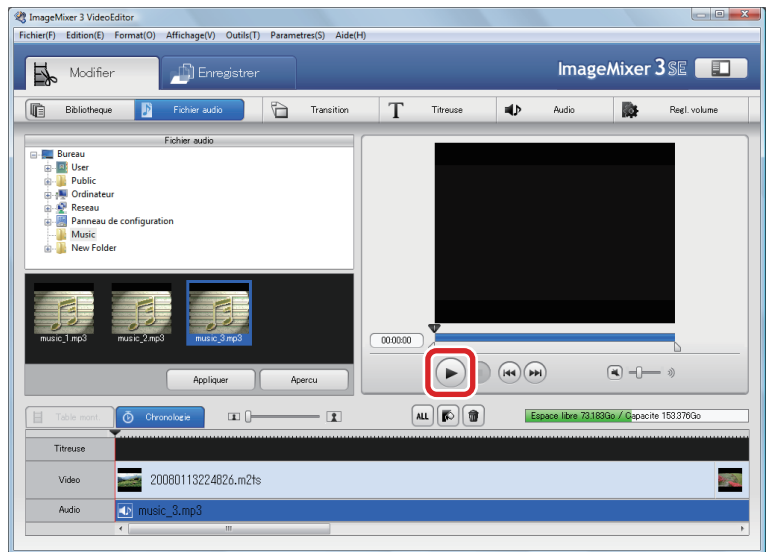 ImageMixer 3 VideoEditor
Fichier(F) Edition(E) Format(O) Affichage(V) Outils(T) Parametres(S) Aide(H)
Modifier Enregistrer ImageMixer 3 SE
Bibliotheque Fichier audio Transition T Titreuse Audio Regl. volume
Fichier audio
Bureau
User
Public
Ordinateur
Reseau
Panneau de configuration
Music
New Folder
music_1.mp3 music_2.mp3 music_3.mp3
00:00:00
Appliquer Apercu
Table mont. Chronologie ALL Espace libre 73.183Go / Capacite 153.376Go
Titreuse
Video 20080113224826.m2ts
Audio music_3.mp3